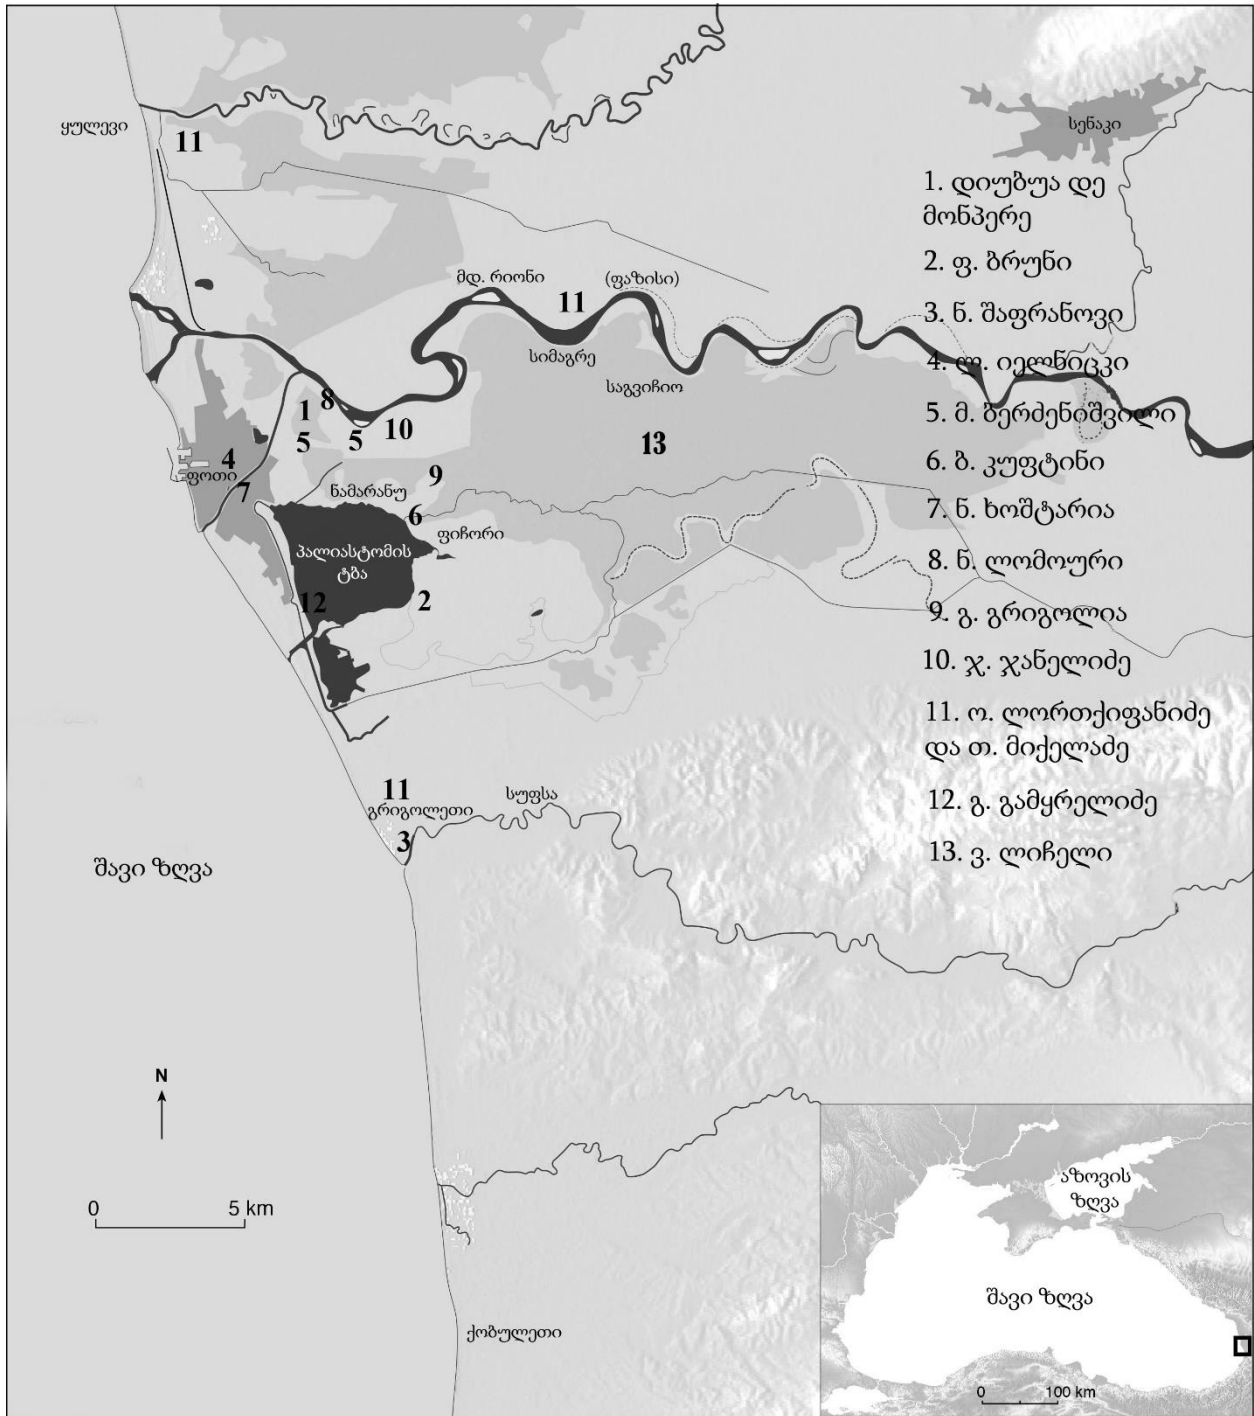 ყულევი
11
სენაკი
1. დიუბუა დე
მონპერე
2. ფ. ბრუნი
3. ნ. შაფრანოვი
4. ლ. იელნიცკი
5. მ. ბერძენიშვილი
6. ბ. კუფტინი
7. ნ. ხოშტარია
8. ნ. ლომოური
9. გ. გრიგოლია
10. ჯ. ჯანელიძე
11. ო. ლორთქიფანიძე
და თ. მიქელაძე
12. გ. გამყრელიძე
13. ვ. ლიჩელი
მდ. რიონი
(ფაზისი)
11
სიმაგრე
საგვიჩიო
8
1
10
5
5
13
4
ფოთი
7
9
ნამარანუ
6
ფიჩორი
პალიასტომის
ტბა
12
2
11
გრიგოლეთი
სუფსა
3
შავი ზღვა
N
0
5 km
ქობულეთი
აზოვის
ზღვა
შავი ზღვა
0
100 km